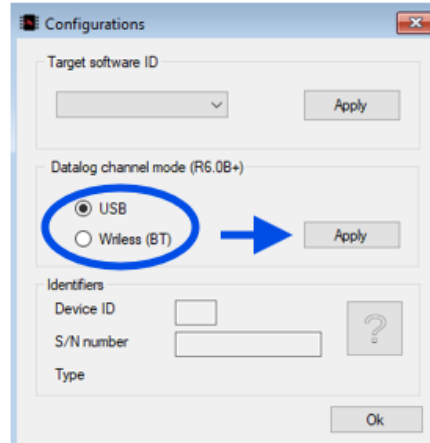 Configurations
Target software ID
Apply
Datalog channel mode (R6.0B+)
USB
Wriless (BT)
Apply
Identifiers
Device ID
S/N number
?
Type
Ok